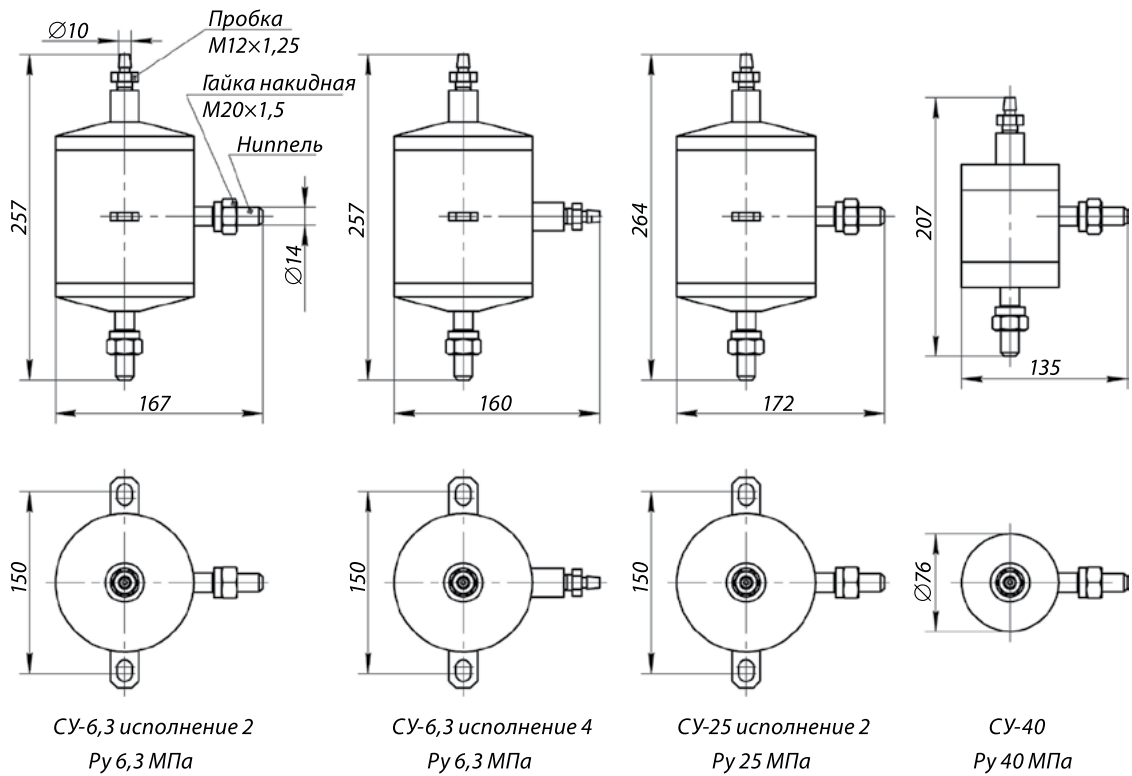 ∅10
Пробка
М12×1,25
Гайка накидная
М20×1,5
Ниппель
257
∅14
167
257
160
264
172
207
135
150
150
150
∅76
СУ-6,3 исполнение 2
Ру 6,3 МПа
СУ-6,3 исполнение 4
Ру 6,3 МПа
СУ-25 исполнение 2
Ру 25 МПа
СУ-40
Ру 40 МПа